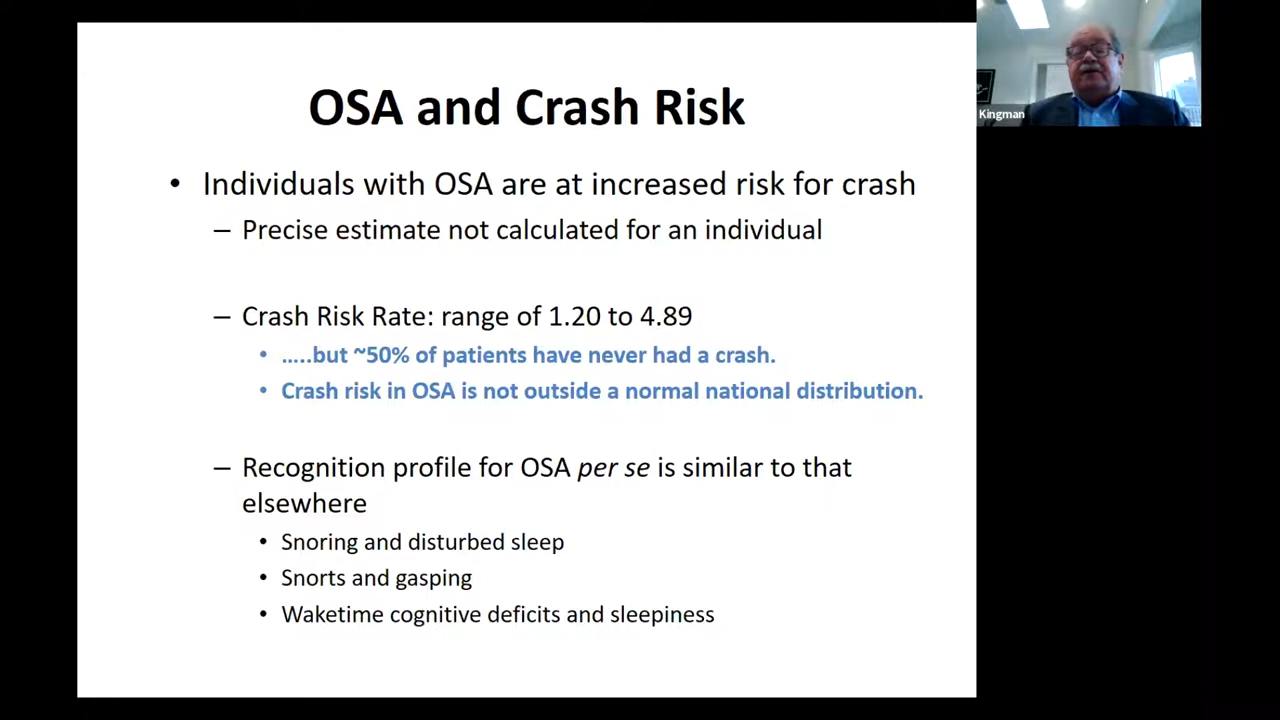 OSA and Crash Risk
• Individuals with OSA are at increased risk for crash
– Precise estimate not calculated for an individual
– Crash Risk Rate: range of 1.20 to 4.89
• …..but ~50% of patients have never had a crash.
• Crash risk in OSA is not outside a normal national distribution.
– Recognition profile for OSA per se is similar to that
elsewhere
• Snoring and disturbed sleep
• Snorts and gasping
• Waketime cognitive deficits and sleepiness
Kingman